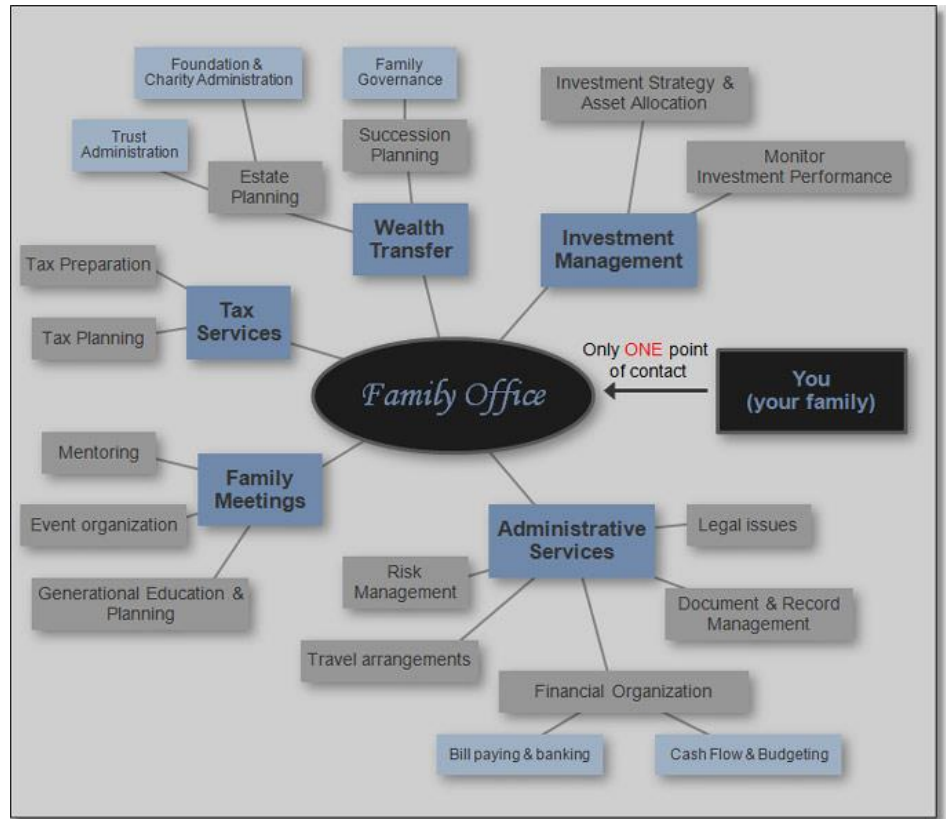 Foundation &
Charity Administration
Family
Governance
Investment Strategy &
Asset Allocation
Trust
Administration
Succession
Planning
Monitor
Investment Performance
Estate
Planning
Wealth
Transfer
Investment
Management
Tax Preparation
Tax
Services
Tax Planning
Only ONE point
of contact
Family Office
You
(your family)
Mentoring
Family
Meetings
Event organization
Administrative
Services
Legal issues
Risk
Management
Generational Education &
Planning
Document & Record
Management
Travel arrangements
Financial Organization
Bill paying & banking
Cash Flow & Budgeting